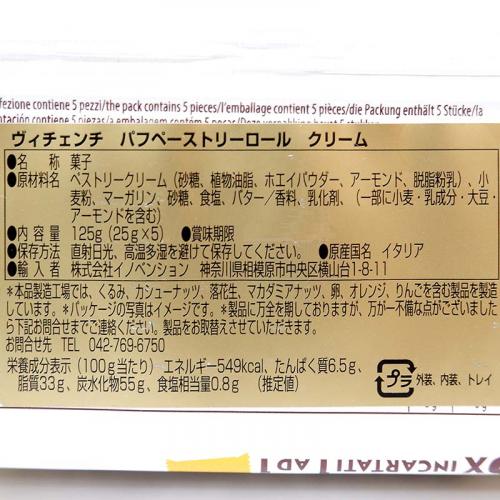 fezione contiene 5 pezzi/the pack contains 5 pieces/l'emballage contient 5 pièces/die Packung enthält 5 Stücke/la
ヴィチェンチ パフペーストリーロール クリーム
●名 称 菓子
●原材料名 ペストリークリーム（砂糖、植物油脂、ホエイパウダー、アーモンド、脱脂粉乳）、小
麦粉、マーガリン、砂糖、食塩、バター／香料、乳化剤、（一部に小麦・乳成分・大豆・
アーモンドを含む）
●内 容 量 125g（25g×5） ●賞味期限
●保存方法 直射日光、高温多湿を避けて保存してください。 ●原産国名 イタリア
●輸 入 者 株式会社イノベンション 神奈川県相模原市中央区横山台1-8-11
＊本品製造工場では、くるみ、カシューナッツ、落花生、マカダミアナッツ、卵、オレンジ、りんごを含む製品を製造
しています。＊パッケージの写真はイメージです。＊製品に万全を期しておりますが、万が一不備な点がございました
ら下記お問合せまでご連絡ください。製品をお取替えさせていただきます。
お問合せ先 TEL 042-769-6750
栄養成分表示（100g当たり）エネルギー549kcal、たんぱく質6.5g、
脂質33g、炭水化物55g、食塩相当量0.8g （推定値）
プラ 外装、内装、トレイ
INCARTATI 1 AD 1